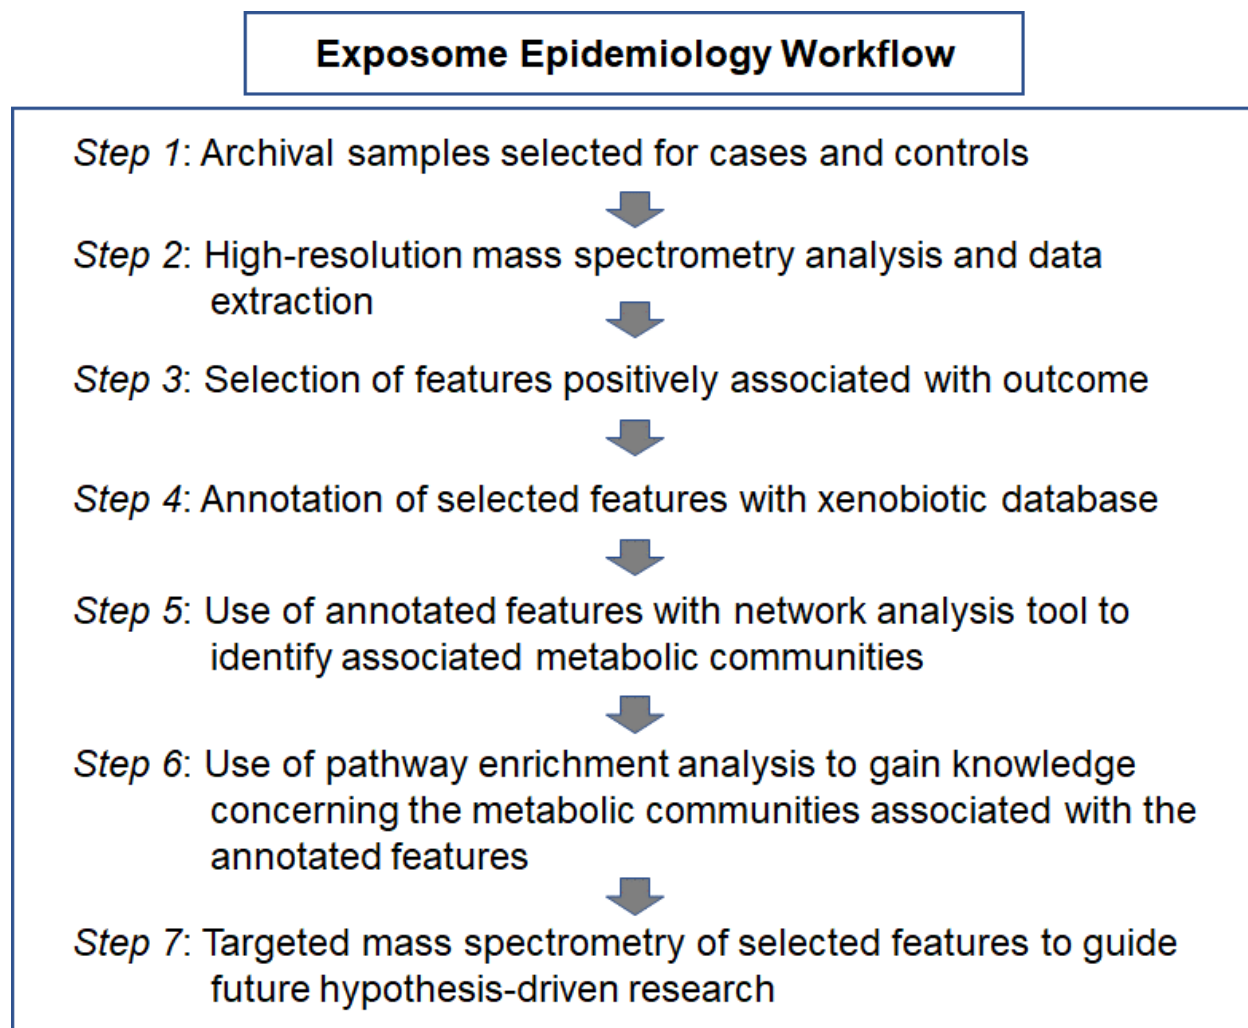 Exposome Epidemiology Workflow
Step 1: Archival samples selected for cases and controls
Step 2: High-resolution mass spectrometry analysis and data
extraction
Step 3: Selection of features positively associated with outcome
Step 4: Annotation of selected features with xenobiotic database
Step 5: Use of annotated features with network analysis tool to
identify associated metabolic communities
Step 6: Use of pathway enrichment analysis to gain knowledge
concerning the metabolic communities associated with the
annotated features
Step 7: Targeted mass spectrometry of selected features to guide
future hypothesis-driven research